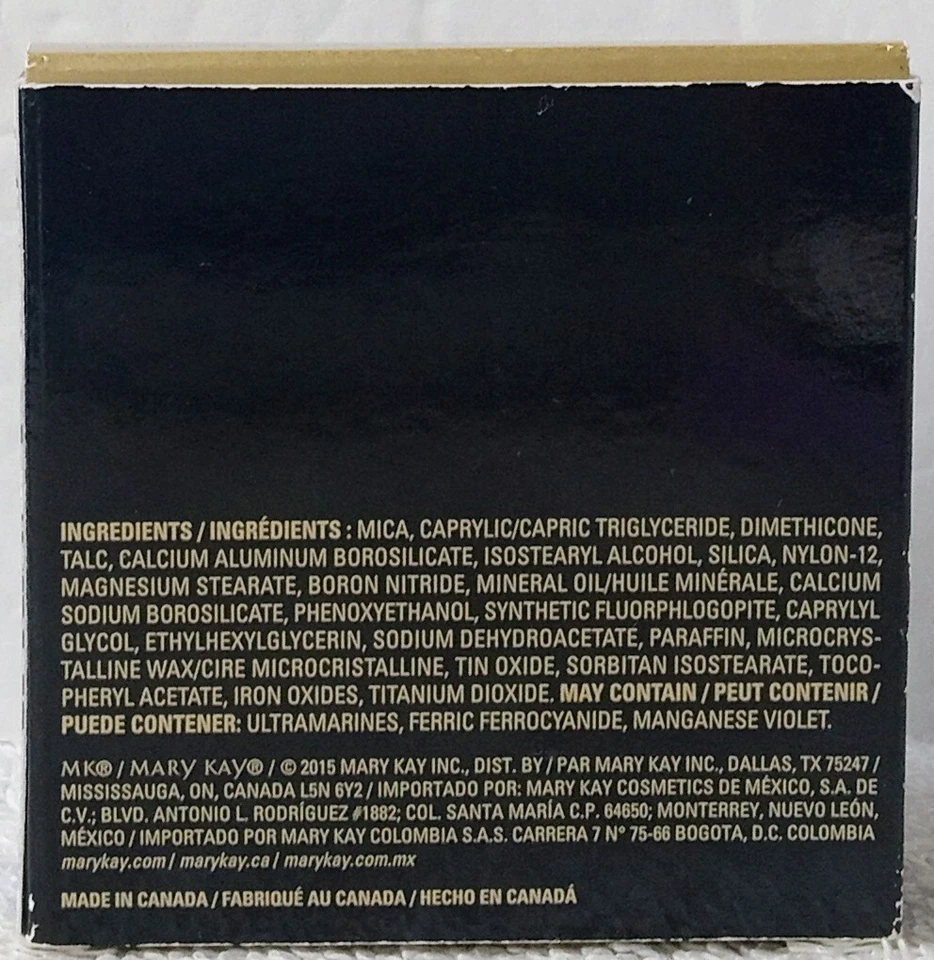 INGREDIENTS / INGRÉDIENTS : MICA, CAPRYLIC/CAPRIC TRIGLYCERIDE, DIMETHICONE,
TALC, CALCIUM ALUMINUM BOROSILICATE, ISOSTEARYL ALCOHOL, SILICA, NYLON-12,
MAGNESIUM STEARATE, BORON NITRIDE, MINERAL OIL/HUILE MINÉRALE, CALCIUM
SODIUM BOROSILICATE, PHENOXYETHANOL, SYNTHETIC FLUORPHLOGOPITE, CAPRYLYL
GLYCOL, ETHYLHEXYLGLYCERIN, SODIUM DEHYDROACETATE, PARAFFIN, MICROCRYS-
TALLINE WAX/CIRE MICROCRISTALLINE, TIN OXIDE, SORBITAN ISOSTEARATE, TOCO-
PHERYL ACETATE, IRON OXIDES, TITANIUM DIOXIDE. MAY CONTAIN / PEUT CONTENIR /
PUEDE CONTENER: ULTRAMARINES, FERRIC FERROCYANIDE, MANGANESE VIOLET.
MK® / MARY KAY® / © 2015 MARY KAY INC., DIST. BY / PAR MARY KAY INC., DALLAS, TX 75247 /
MISSISSAUGA, ON, CANADA L5N 6Y2 / IMPORTADO POR: MARY KAY COSMETICS DE MÉXICO, S.A. DE
C.V.; BLVD. ANTONIO L. RODRÍGUEZ #1882; COL. SANTA MARÍA C.P. 64650; MONTERREY, NUEVO LEÓN,
MÉXICO / IMPORTADO POR MARY KAY COLOMBIA S.A.S. CARRERA 7 N° 75-66 BOGOTA, D.C. COLOMBIA
marykay.com / marykay.ca / marykay.com.mx
MADE IN CANADA / FABRIQUÉ AU CANADA / HECHO EN CANADÁ